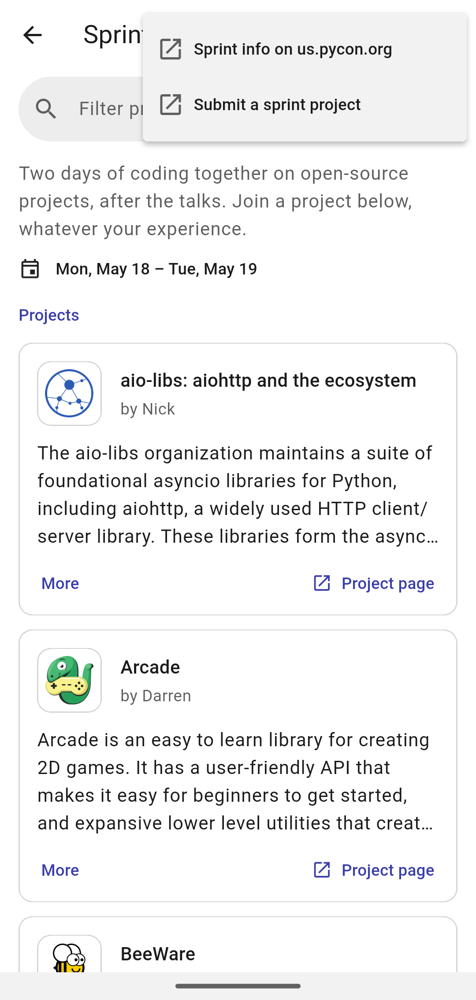 Sprint info on us.pycon.org
Submit a sprint project
Two days of coding together on open-source
projects, after the talks. Join a project below,
whatever your experience.
Mon, May 18 – Tue, May 19
Projects
aio-libs: aiohttp and the ecosystem
by Nick
The aio-libs organization maintains a suite of
foundational asyncio libraries for Python,
including aiohttp, a widely used HTTP client/
server library. These libraries form the async…
More
Project page
Arcade
by Darren
Arcade is an easy to learn library for creating
2D games. It has a user-friendly API that
makes it easy for beginners to get started,
and expansive lower level utilities that creat…
More
Project page
BeeWare